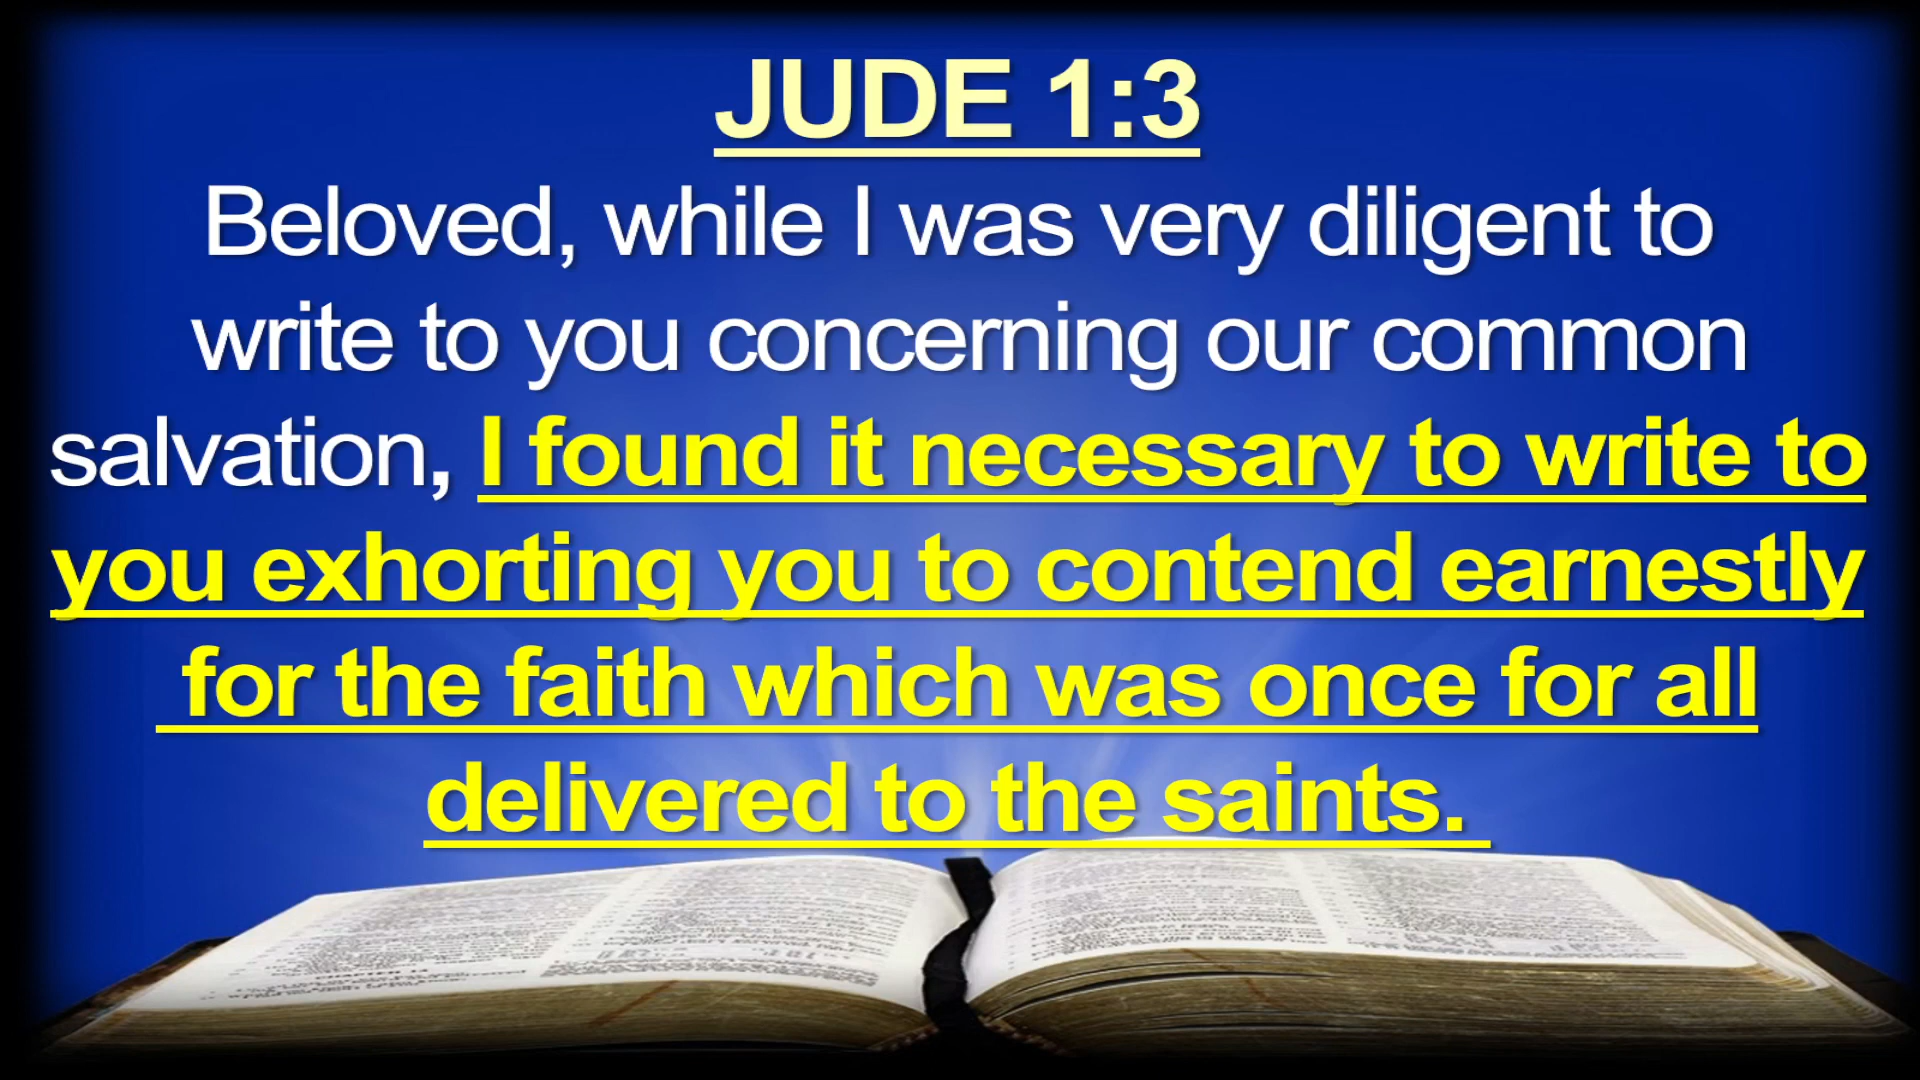 JUDE 1:3
Beloved, while I was very diligent to
write to you concerning our common
salvation, I found it necessary to write to
you exhorting you to contend earnestly
for the faith which was once for all
delivered to the saints.